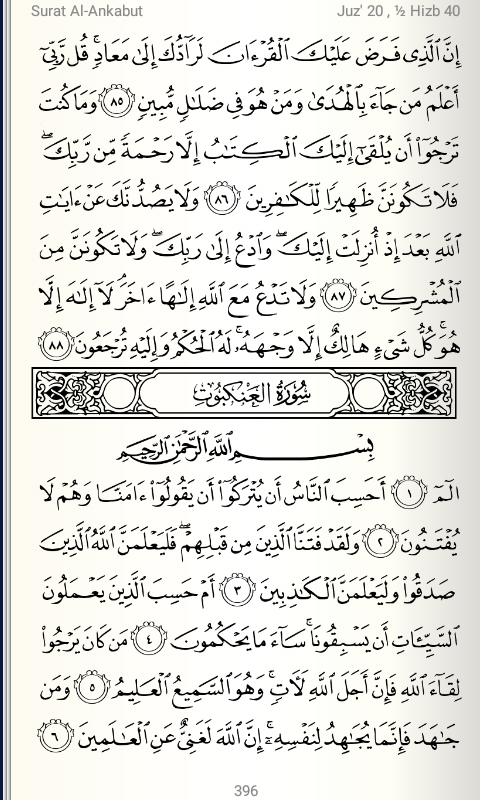 Surat Al-Ankabut Juz' 20 , ½ Hizb 40
إِنَّ ٱلَّذِى فَرَضَ عَلَيْكَ ٱلْقُرْءَانَ لَرَآدُّكَ إِلَىٰ مَعَادٍ ۚ قُل رَّبِّىٓ
أَعْلَمُ مَن جَآءَ بِٱلْهُدَىٰ وَمَنْ هُوَ فِى ضَلَٰلٍ مُّبِينٍ ٨٥ وَمَا كُنتَ
تَرْجُوٓا۟ أَن يُلْقَىٰٓ إِلَيْكَ ٱلْكِتَٰبُ إِلَّا رَحْمَةً مِّن رَّبِّكَ ۖ
فَلَا تَكُونَنَّ ظَهِيرًا لِّلْكَٰفِرِينَ ٨٦ وَلَا يَصُدُّنَّكَ عَنْ ءَايَٰتِ
ٱللَّهِ بَعْدَ إِذْ أُنزِلَتْ إِلَيْكَ ۖ وَٱدْعُ إِلَىٰ رَبِّكَ ۖ وَلَا تَكُونَنَّ مِنَ
ٱلْمُشْرِكِينَ ٨٧ وَلَا تَدْعُ مَعَ ٱللَّهِ إِلَٰهًا ءَاخَرَ ۘ لَآ إِلَٰهَ إِلَّا
هُوَ ۚ كُلُّ شَىْءٍ هَالِكٌ إِلَّا وَجْهَهُۥ ۚ لَهُ ٱلْحُكْمُ وَإِلَيْهِ تُرْجَعُونَ ٨٨
سُورَةُ الْعَنكَبُوتِ
بِسْمِ ٱللَّهِ ٱلرَّحْمَٰنِ ٱلرَّحِيمِ
الٓمٓ ١ أَحَسِبَ ٱلنَّاسُ أَن يُتْرَكُوٓا۟ أَن يَقُولُوٓا۟ ءَامَنَّا وَهُمْ لَا
يُفْتَنُونَ ٢ وَلَقَدْ فَتَنَّا ٱلَّذِينَ مِن قَبْلِهِمْ ۖ فَلَيَعْلَمَنَّ ٱللَّهُ ٱلَّذِينَ
صَدَقُوا۟ وَلَيَعْلَمَنَّ ٱلْكَٰذِبِينَ ٣ أَمْ حَسِبَ ٱلَّذِينَ يَعْمَلُونَ
ٱلسَّيِّـَٔاتِ أَن يَسْبِقُونَا ۚ سَآءَ مَا يَحْكُمُونَ ٤ مَن كَانَ يَرْجُوا۟
لِقَآءَ ٱللَّهِ فَإِنَّ أَجَلَ ٱللَّهِ لَءَاتٍ ۚ وَهُوَ ٱلسَّمِيعُ ٱلْعَلِيمُ ٥ وَمَن
جَٰهَدَ فَإِنَّمَا يُجَٰهِدُ لِنَفْسِهِۦٓ ۚ إِنَّ ٱللَّهَ لَغَنِىٌّ عَنِ ٱلْعَٰلَمِينَ ٦
396